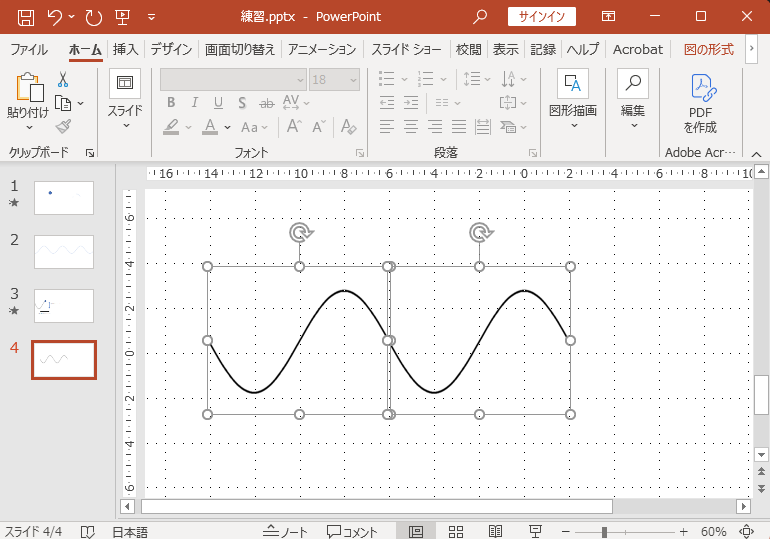 練習.pptx - PowerPoint
サインイン
ファイル ホーム 挿入 デザイン 画面切り替え アニメーション スライド ショー 校閲 表示 記録 ヘルプ Acrobat 図の形式
18
B I U S ab AV
A Aa A A A
貼り付け スライド 図形描画 編集 PDF
を作成
クリップボード フォント 段落 Adobe Acr…
16 14 12 10 8 6 4 2 0 2 4 6 8 10
1
2
3
4
6
4
2
0
2
4
6
スライド 4/4 日本語 ノート コメント 60%